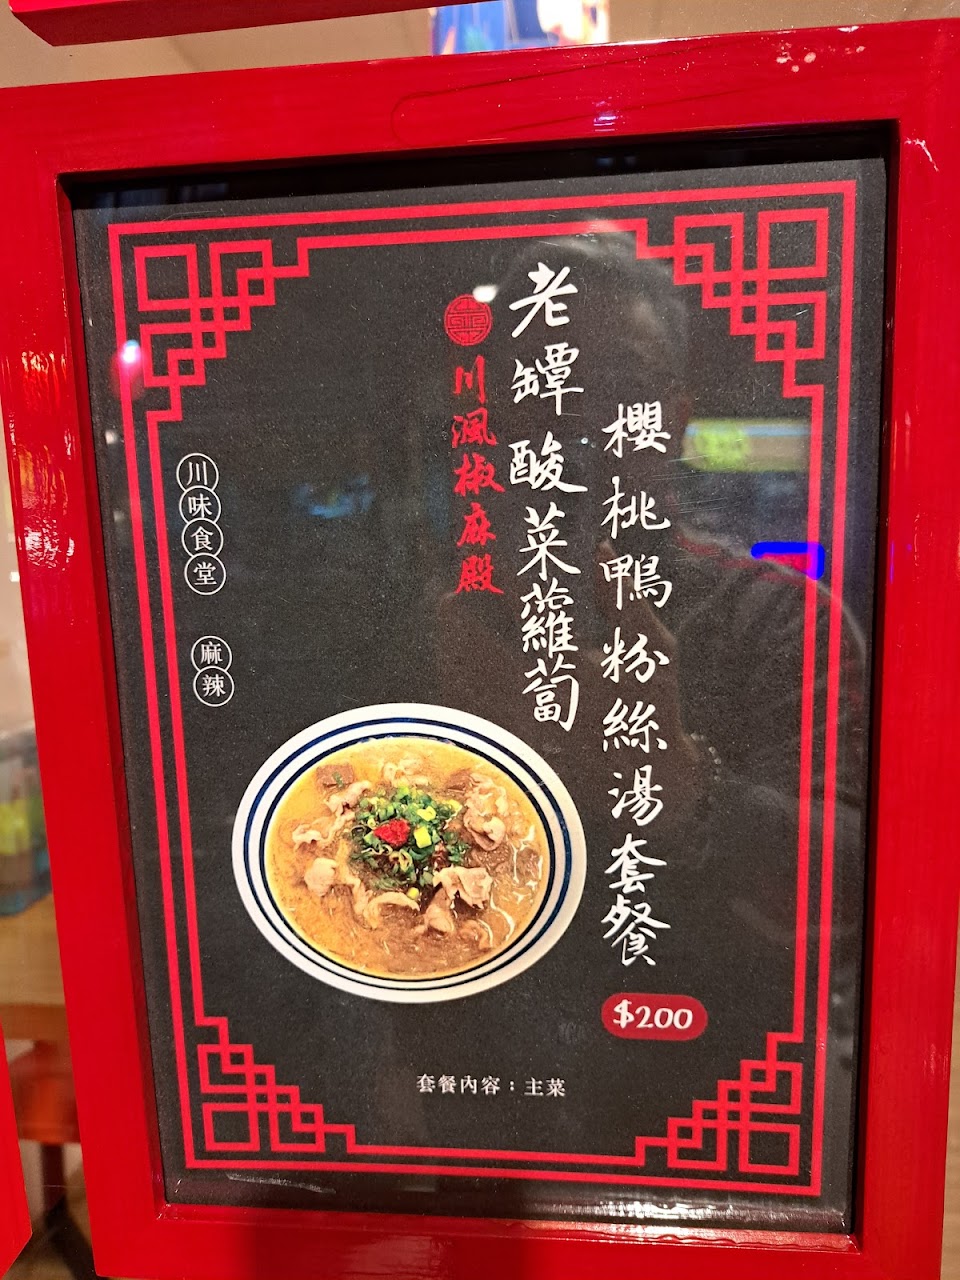 老罈酸菜蘿蔔
櫻桃鴨粉絲湯套餐
$200
川渢椒麻殿
川味食堂
麻辣
套餐內容：主菜